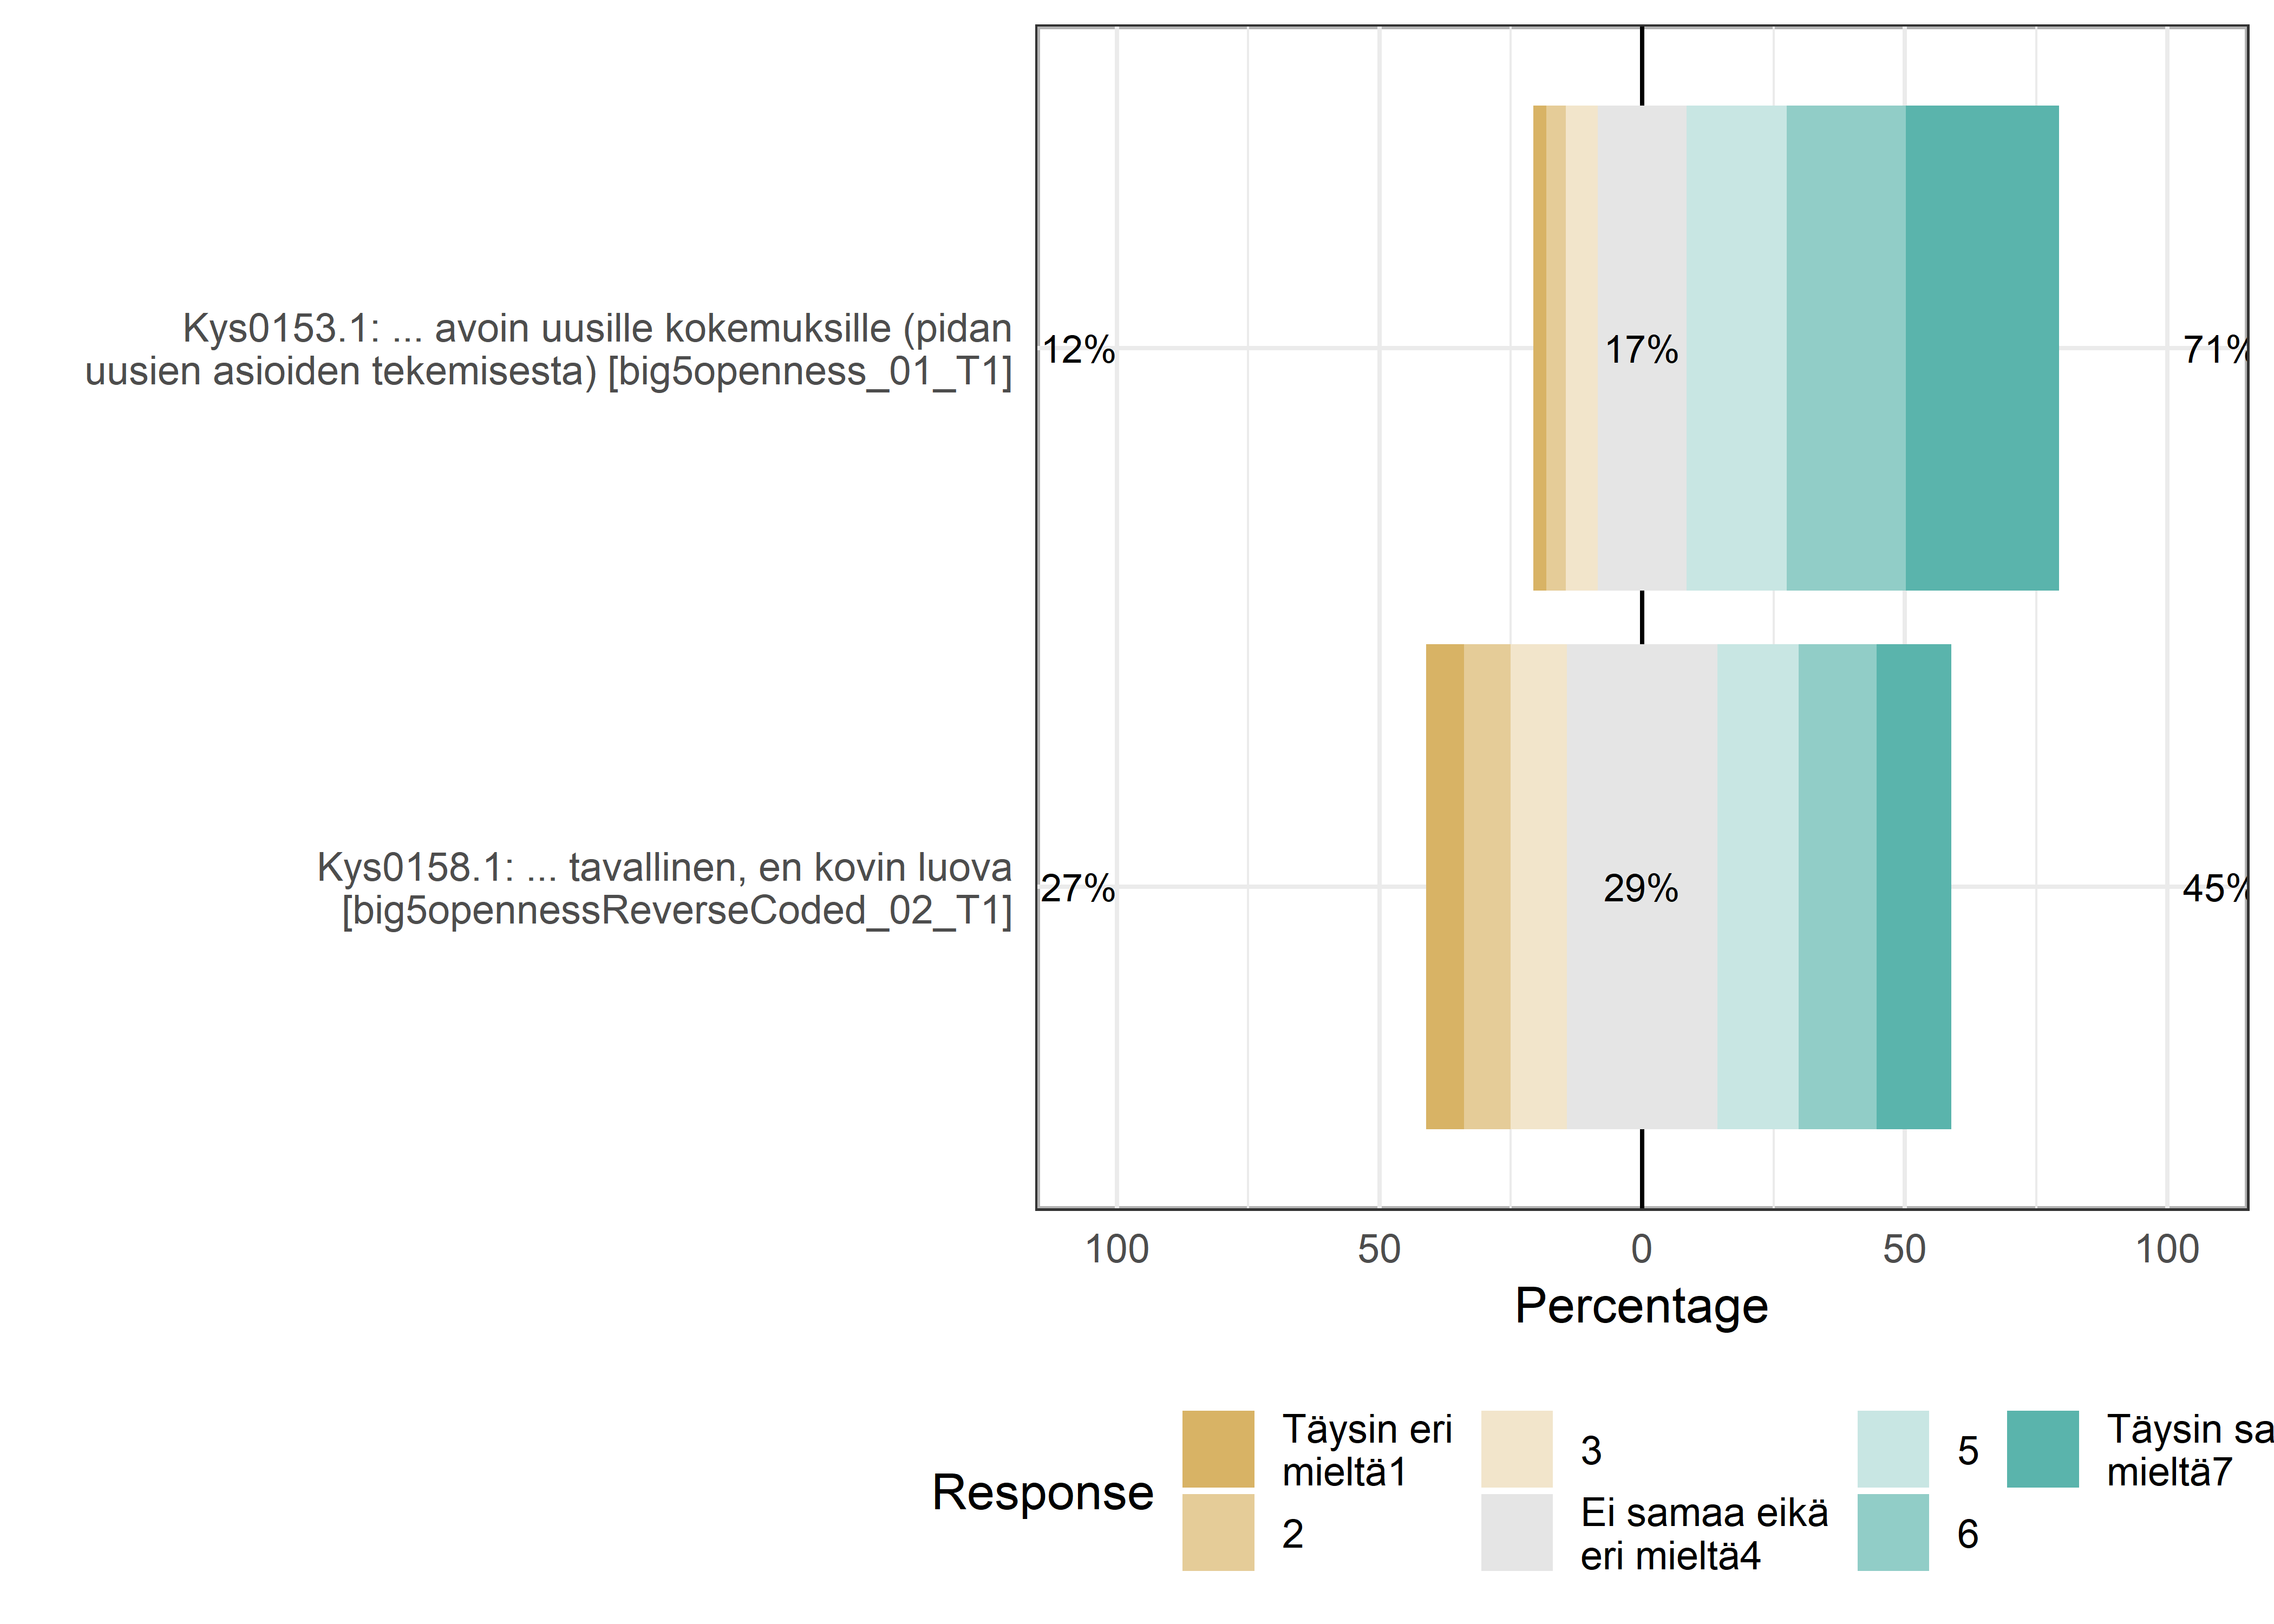 Kys0153.1: ... avoin uusille kokemuksille (pidan
uusien asioiden tekemisesta) [big5openness_01_T1]
12%
17%
71%
Kys0158.1: ... tavallinen, en kovin luova
[big5opennessReverseCoded_02_T1]
27%
29%
45%
100
50
0
50
100
Percentage
Response
Täysin eri
mieltä1
2
3
Ei samaa eikä
eri mieltä4
5
6
Täysin sa
mieltä7